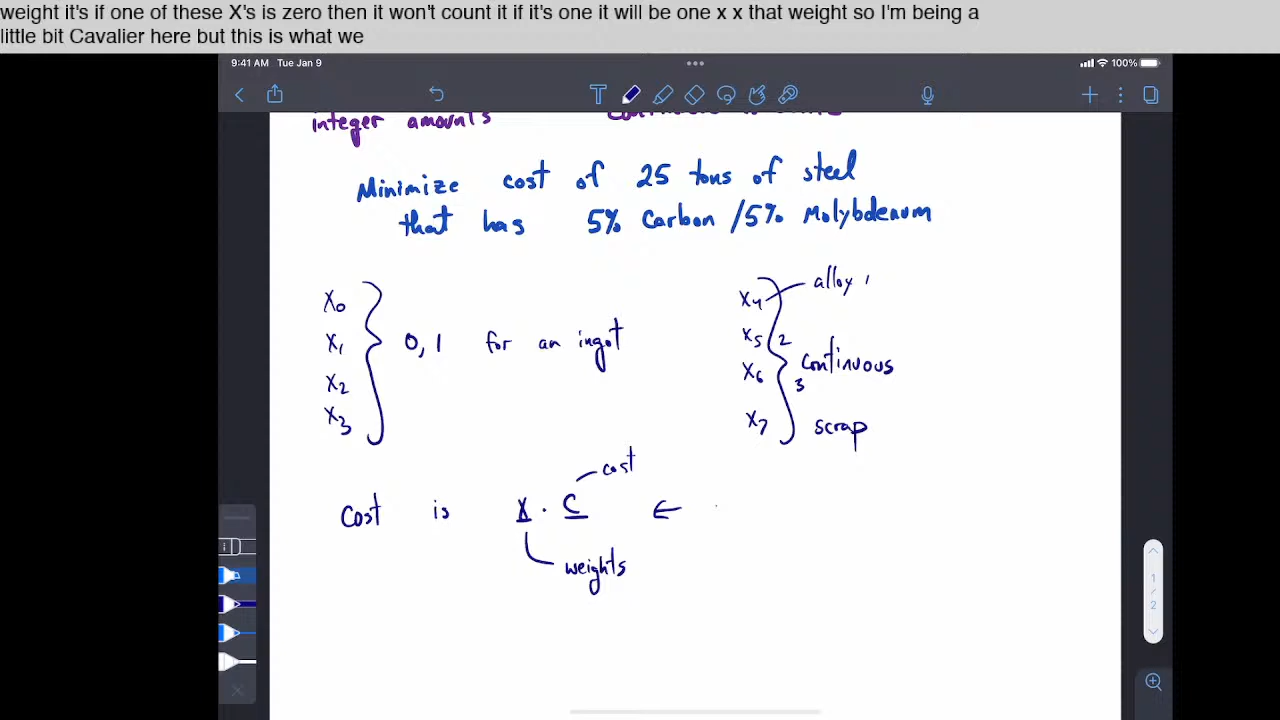 weight it's if one of these X's is zero then it won't count it if it's one it will be one x x that weight so I'm being a
little bit Cavalier here but this is what we
9:41 AM Tue Jan 9
100%
Integer amounts
Minimize cost of 25 tons of steel
that has 5% Carbon / 5% Molybdenum
x0
x1
x2
x3
0, 1 for an ingot
x4 alloy 1
x5 2
x6 3 continuous
x7 scrap
cost
Cost is x · c ←
weights
1
/
2